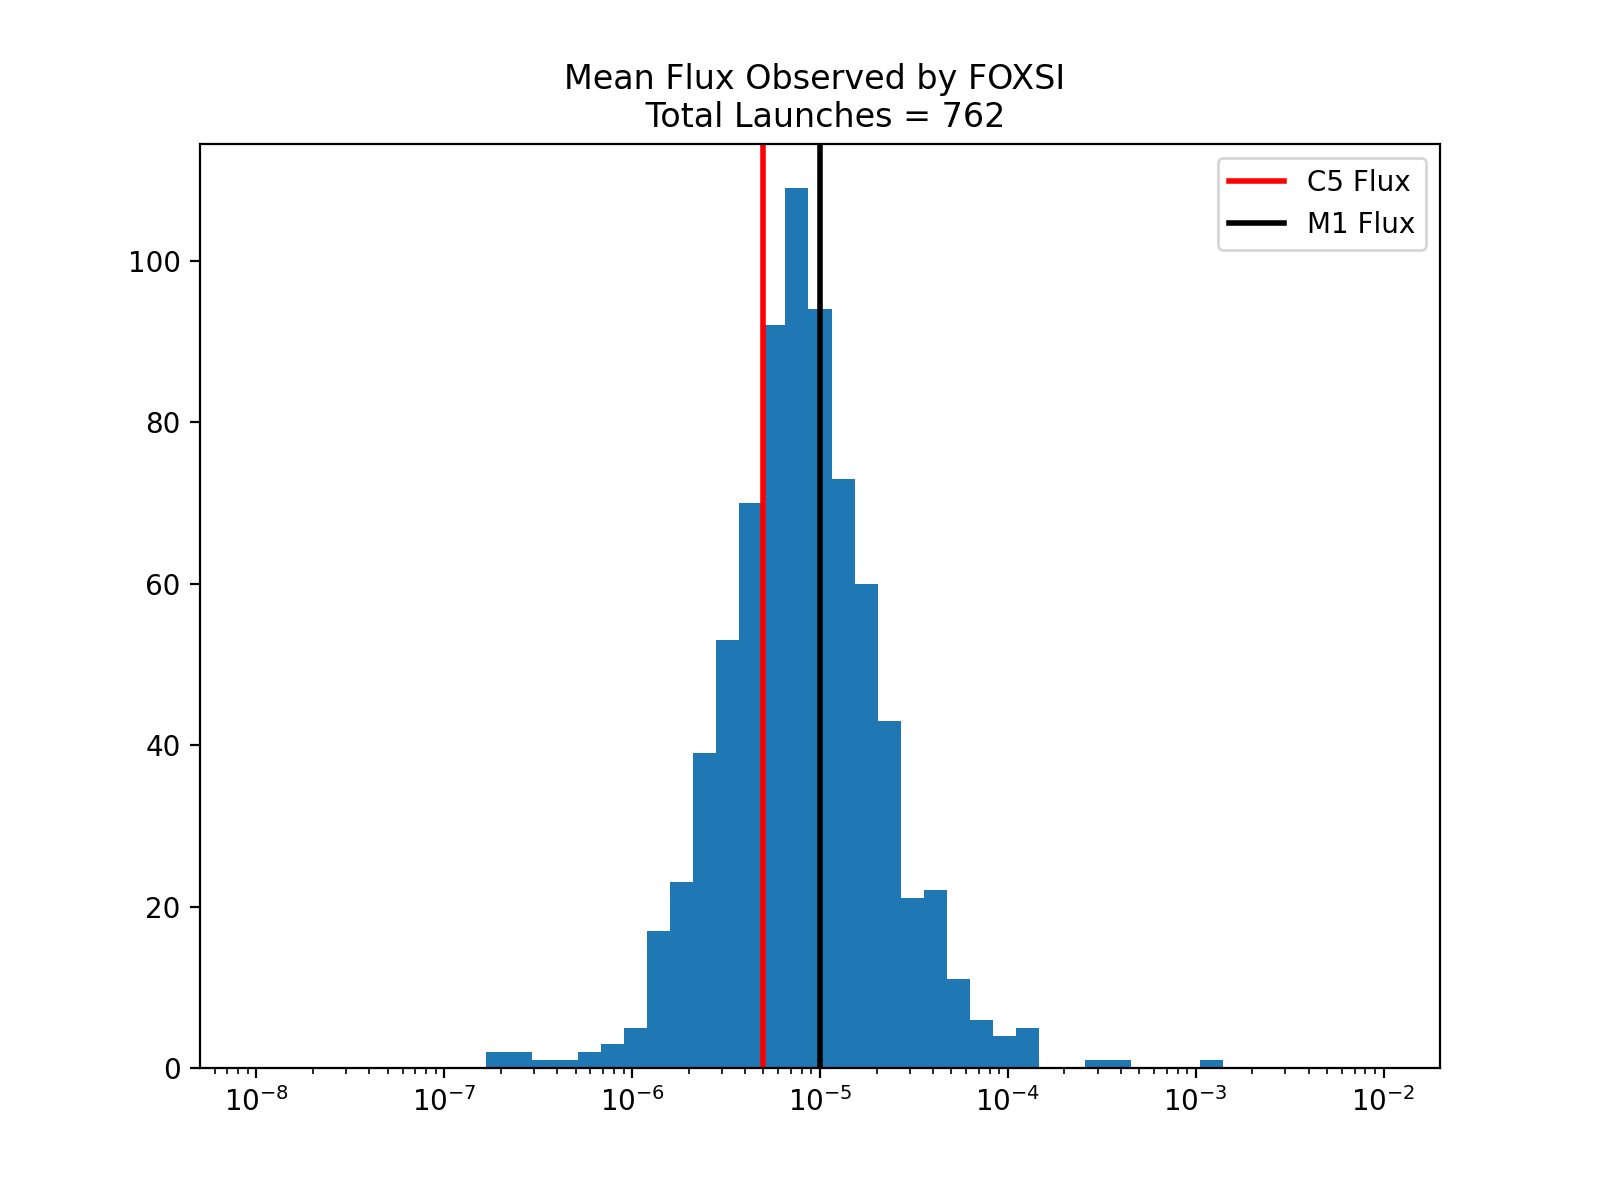 Mean Flux Observed by FOXSI
Total Launches = 762
C5 Flux
M1 Flux
100
80
60
40
20
0
10⁻⁸ 10⁻⁷ 10⁻⁶ 10⁻⁵ 10⁻⁴ 10⁻³ 10⁻²